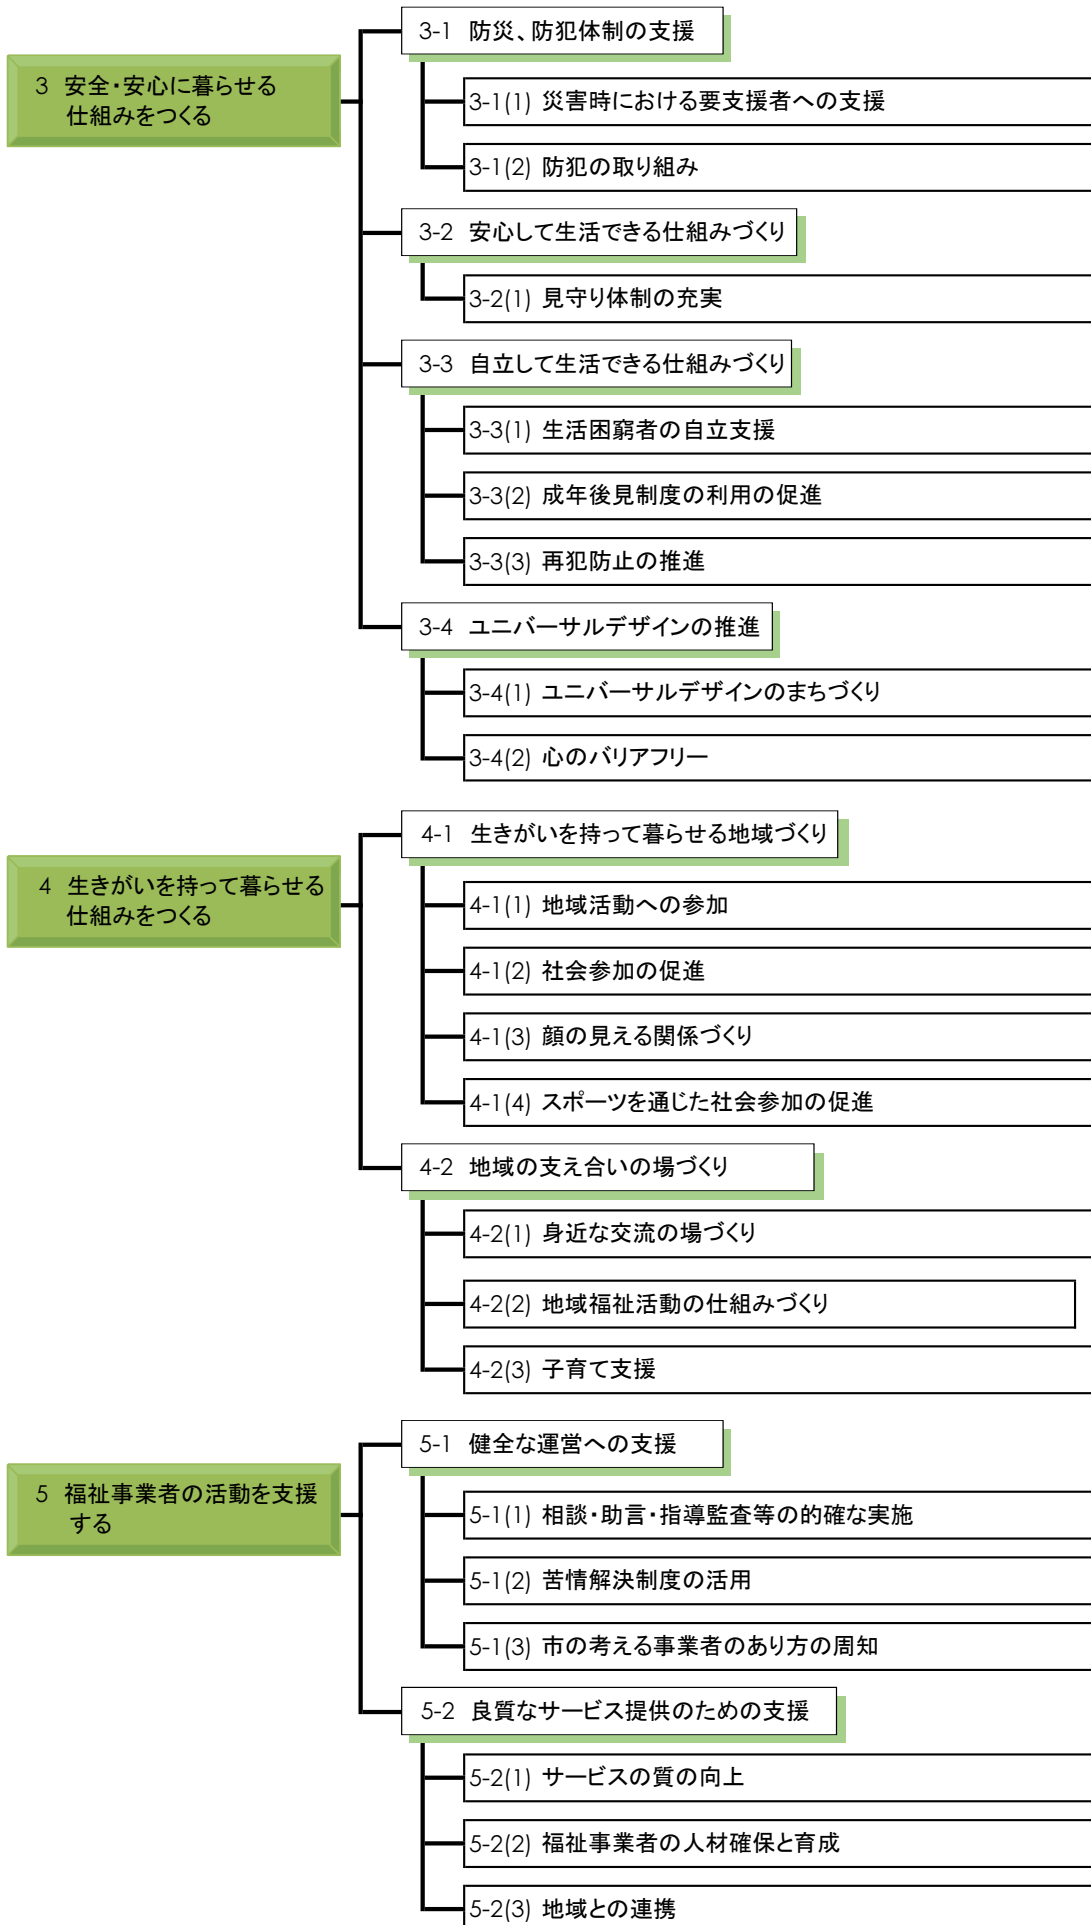 3-1 防災、防犯体制の支援
3 安全・安心に暮らせる
仕組みをつくる
3-1(1) 災害時における要支援者への支援
3-1(2) 防犯の取り組み
3-2 安心して生活できる仕組みづくり
3-2(1) 見守り体制の充実
3-3 自立して生活できる仕組みづくり
3-3(1) 生活困窮者の自立支援
3-3(2) 成年後見制度の利用の促進
3-3(3) 再犯防止の推進
3-4 ユニバーサルデザインの推進
3-4(1) ユニバーサルデザインのまちづくり
3-4(2) 心のバリアフリー
4-1 生きがいを持って暮らせる地域づくり
4 生きがいを持って暮らせる
仕組みをつくる
4-1(1) 地域活動への参加
4-1(2) 社会参加の促進
4-1(3) 顔の見える関係づくり
4-1(4) スポーツを通じた社会参加の促進
4-2 地域の支え合いの場づくり
4-2(1) 身近な交流の場づくり
4-2(2) 地域福祉活動の仕組みづくり
4-2(3) 子育て支援
5-1 健全な運営への支援
5 福祉事業者の活動を支援
する
5-1(1) 相談・助言・指導監査等の的確な実施
5-1(2) 苦情解決制度の活用
5-1(3) 市の考える事業者のあり方の周知
5-2 良質なサービス提供のための支援
5-2(1) サービスの質の向上
5-2(2) 福祉事業者の人材確保と育成
5-2(3) 地域との連携